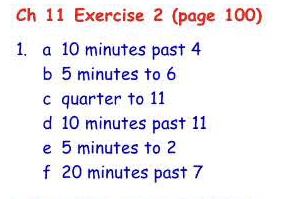 Ch 11 Exercise 2 (page 100)
1. a 10 minutes past 4
b 5 minutes to 6
c quarter to 11
d 10 minutes past 11
e 5 minutes to 2
f 20 minutes past 7